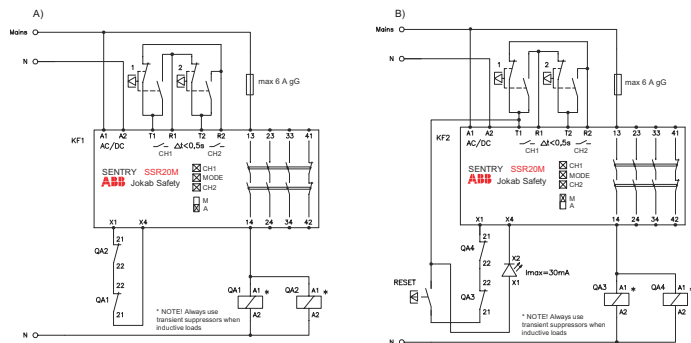 A)
Mains
N
1
2
max 6 A gG
A1 A2 T1 R1 T2 R2 13 23 33 41
KF1
AC/DC
Δt<0,5s
CH1
CH2
SENTRY SSR20M
ABB Jokab Safety
CH1
MODE
CH2
M
A
X1 X4 14 24 34 42
21
QA2
22
21
22
QA1
QA1 A1 *
A2
QA2 A1 *
A2
* NOTE! Always use
transient suppressors when
inductive loads
N
B)
Mains
N
1
2
max 6 A gG
A1 A2 T1 R1 T2 R2 13 23 33 41
KF2
AC/DC
Δt<0,5s
CH1
CH2
SENTRY SSR20M
ABB Jokab Safety
CH1
MODE
CH2
M
A
X1 X4 14 24 34 42
21
QA4
22
X2
Imax=30mA
X1
22
QA3
21
RESET
QA3 A1 *
A2
QA4 A1
A2
* NOTE! Always use
transient suppressors when
inductive loads
N